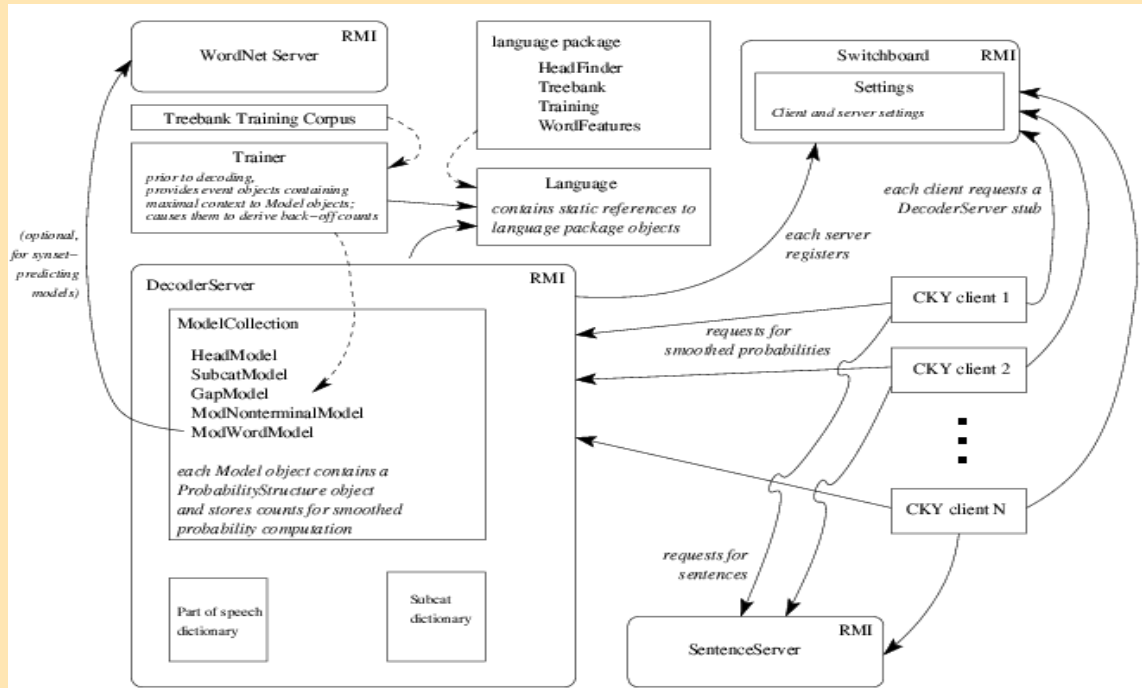 RMI
WordNet Server
Treebank Training Corpus
Trainer
prior to decoding,
provides event objects containing
maximal context to Model objects;
causes them to derive back-off counts
(optional,
for synset-
predicting
models)
language package
HeadFinder
Treebank
Training
WordFeatures
Language
contains static references to
language package objects
Switchboard
RMI
Settings
Client and server settings
each client requests a
DecoderServer stub
each server
registers
RMI
DecoderServer
ModelCollection
HeadModel
SubcatModel
GapModel
ModNonterminalModel
ModWordModel
each Model object contains a
ProbabilityStructure object
and stores counts for smoothed
probability computation
Part of speech
dictionary
Subcat
dictionary
requests for
smoothed probabilities
CKY client 1
CKY client 2
CKY client N
requests for
sentences
RMI
SentenceServer